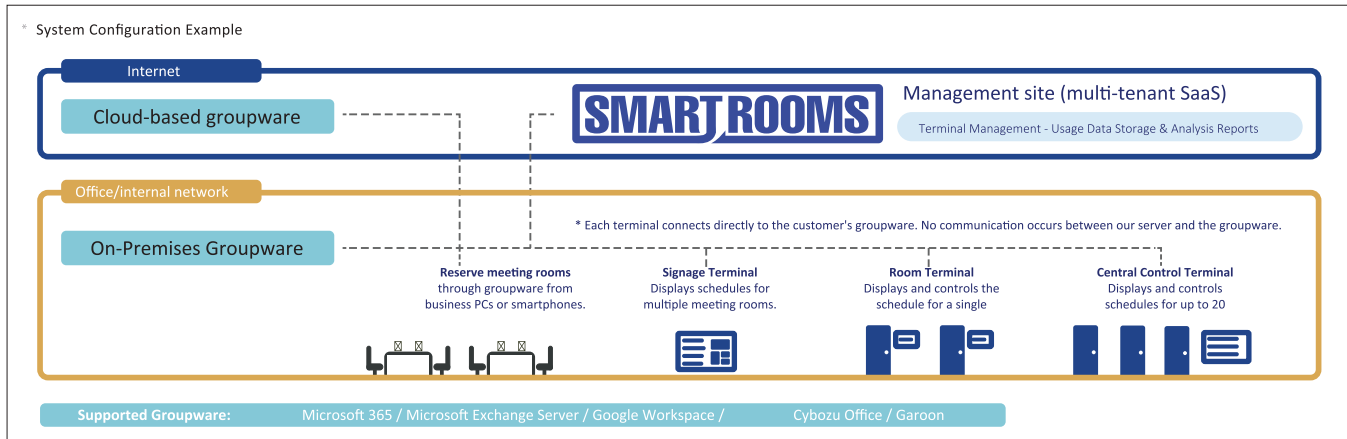 * System Configuration Example
Internet
Cloud-based groupware
SMART ROOMS
Management site (multi-tenant SaaS)
Terminal Management - Usage Data Storage & Analysis Reports
Office/internal network
* Each terminal connects directly to the customer's groupware. No communication occurs between our server and the groupware.
On-Premises Groupware
Reserve meeting rooms
through groupware from
business PCs or smartphones.
Signage Terminal
Displays schedules for
multiple meeting rooms.
Room Terminal
Displays and controls the
schedule for a single
Central Control Terminal
Displays and controls
schedules for up to 20
Supported Groupware: Microsoft 365 / Microsoft Exchange Server / Google Workspace / Cybozu Office / Garoon